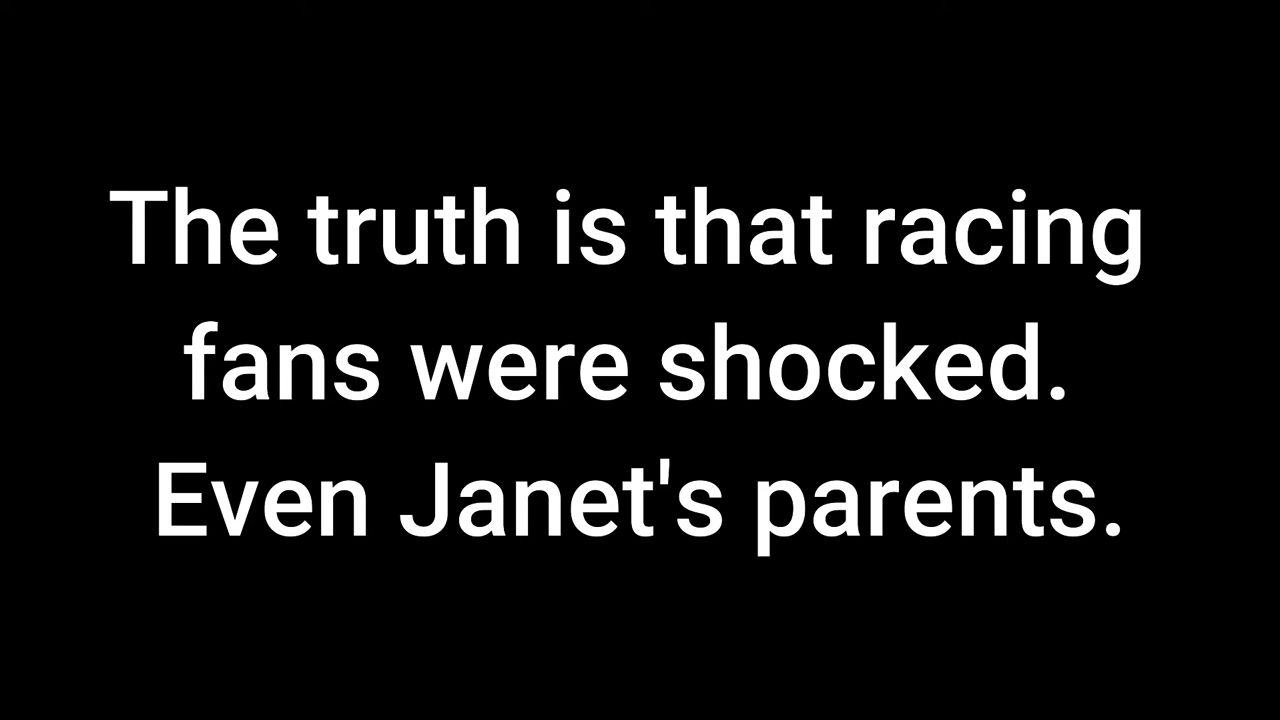 The truth is that racing
fans were shocked.
Even Janet's parents.